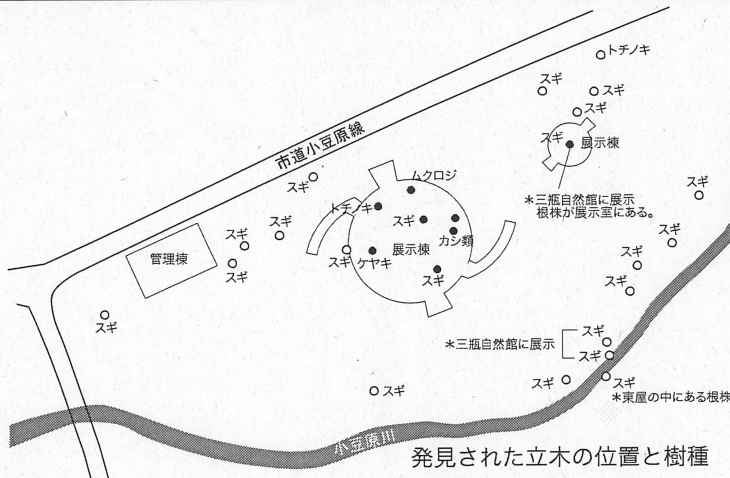 トチノキ
スギ
スギ
スギ
スギ
展示棟
市道小豆原線
スギ
ムクロジ
トチノキ
スギ
カシ類
＊三瓶自然館に展示
根株が展示室にある。
スギ
スギ
スギ
スギ
管理棟
スギ
展示棟
ケヤキ
スギ
スギ
スギ
スギ
スギ
スギ
＊三瓶自然館に展示
スギ
スギ
スギ
スギ
＊東屋の中にある根株
スギ
小豆原川
発見された立木の位置と樹種